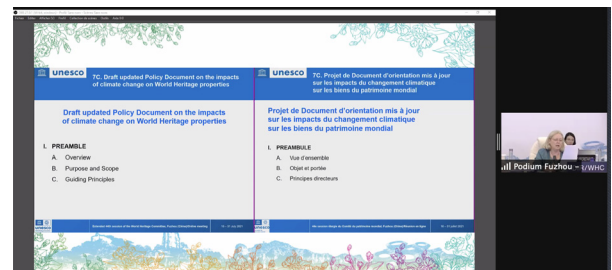 unesco
7C. Draft updated Policy Document on the impacts
of climate change on World Heritage properties
Draft updated Policy Document on the impacts
of climate change on World Heritage properties
I. PREAMBLE
A. Overview
B. Purpose and Scope
C. Guiding Principles
unesco
7C. Projet de Document d'orientation mis à jour
sur les impacts du changement climatique
sur les biens du patrimoine mondial
Projet de Document d'orientation mis à jour
sur les impacts du changement climatique
sur les biens du patrimoine mondial
I. PREAMBULE
A. Vue d'ensemble
B. Objet et portée
C. Principes directeurs
Podium Fuzhou - /WHC